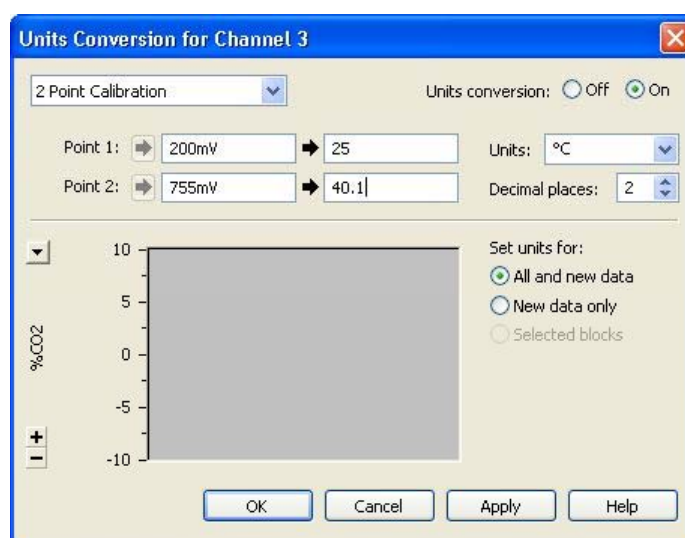 Units Conversion for Channel 3
2 Point Calibration
Units conversion: Off On
Point 1: 200mV 25
Units: °C
Point 2: 755mV 40.1
Decimal places: 2
%CO2
10
5
0
-5
-10
Set units for:
All and new data
New data only
Selected blocks
+
−
OK Cancel Apply Help